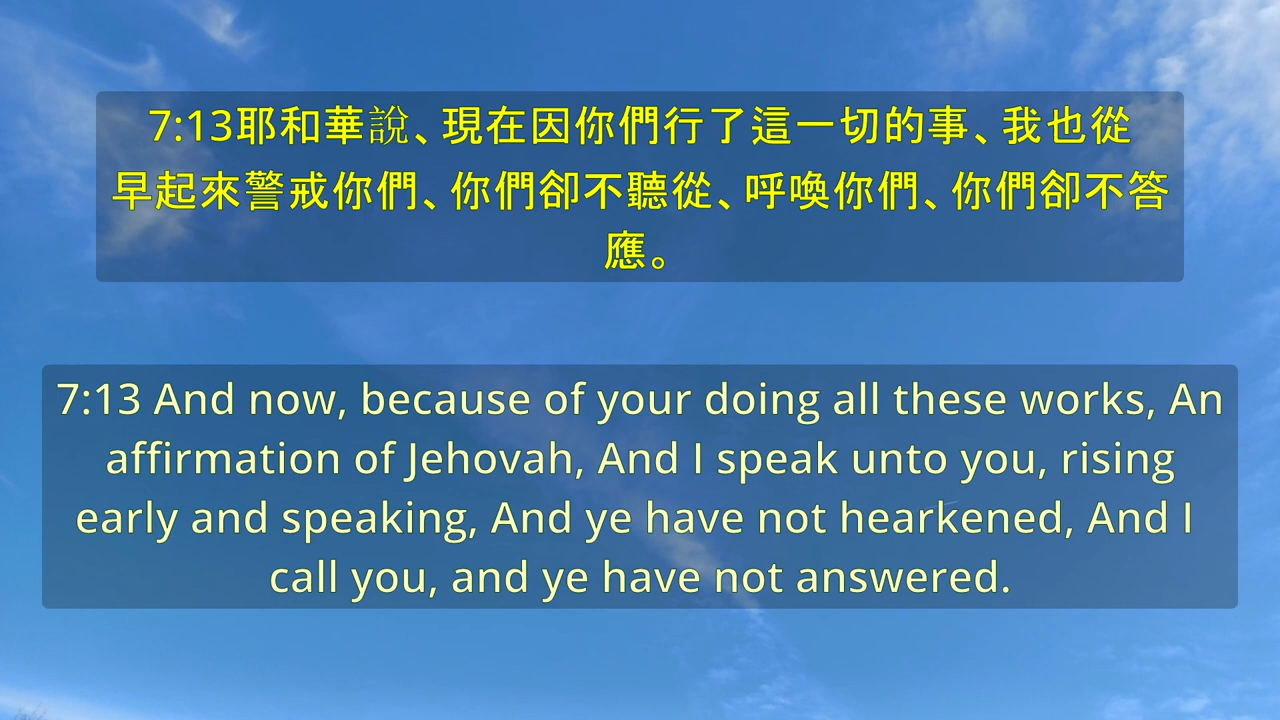 7:13耶和華說、現在因你們行了這一切的事、我也從
早起來警戒你們、你們卻不聽從、呼喚你們、你們卻不答
應。
7:13 And now, because of your doing all these works, An
affirmation of Jehovah, And I speak unto you, rising
early and speaking, And ye have not hearkened, And I
call you, and ye have not answered.